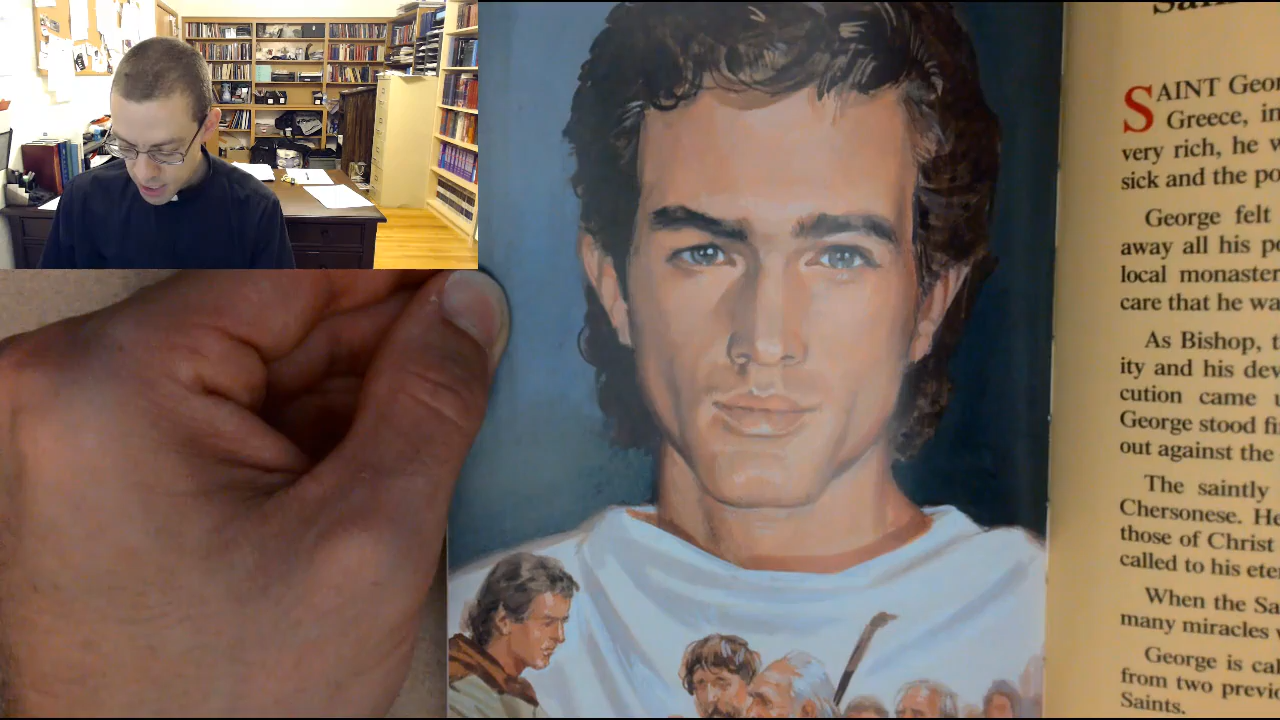 SAINT Geor
Greece, in
very rich, he w
sick and the po
George felt
away all his po
local monaster
care that he wa
As Bishop, t
ity and his dev
cution came u
George stood fi
out against the
The saintly
Chersonese. He
those of Christ
called to his eter
When the Sa
many miracles w
George is cal
from two previo
Saints.